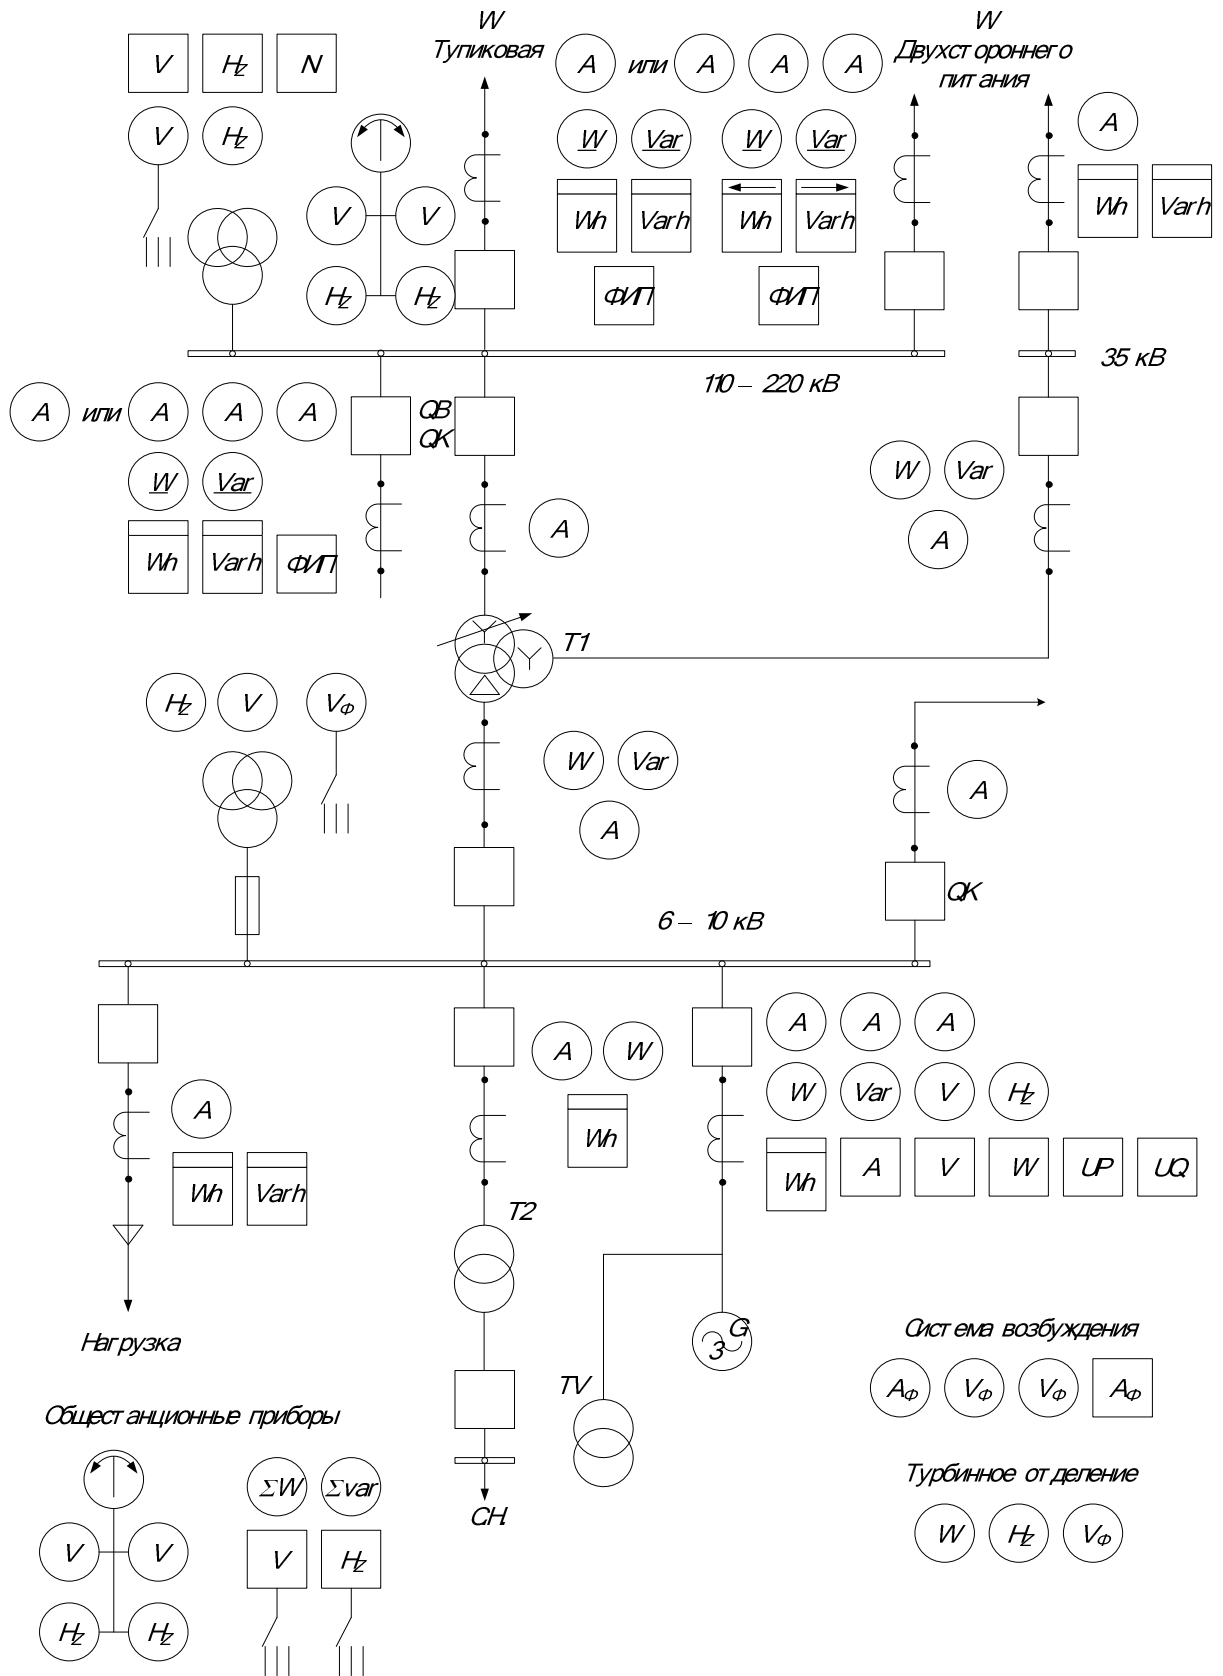 W
W
Тупиковая
Двухстороннего
питания
V Hz N
A или A A A
V Hz
A
W Var W Var
Wh Varh Wh Varh
Wh Varh
V V
Hz Hz
ФИП ФИП
35 кВ
110 – 220 кВ
A или A A A
QB
QK
W Var
W Var
A
A
Wh Varh ФИП
T1
Hz V VФ
W Var
A
A
QK
6 – 10 кВ
A A A
A W
W Var V Hz
A
Wh
Wh A V W UP UQ
Wh Varh
T2
G
3
Нагрузка
Система возбуждения
TV
AФ VФ VФ AФ
Общестанционные приборы
Турбинное отделение
ΣW Σvar
С.Н.
W Hz VФ
V V
V Hz
Hz Hz